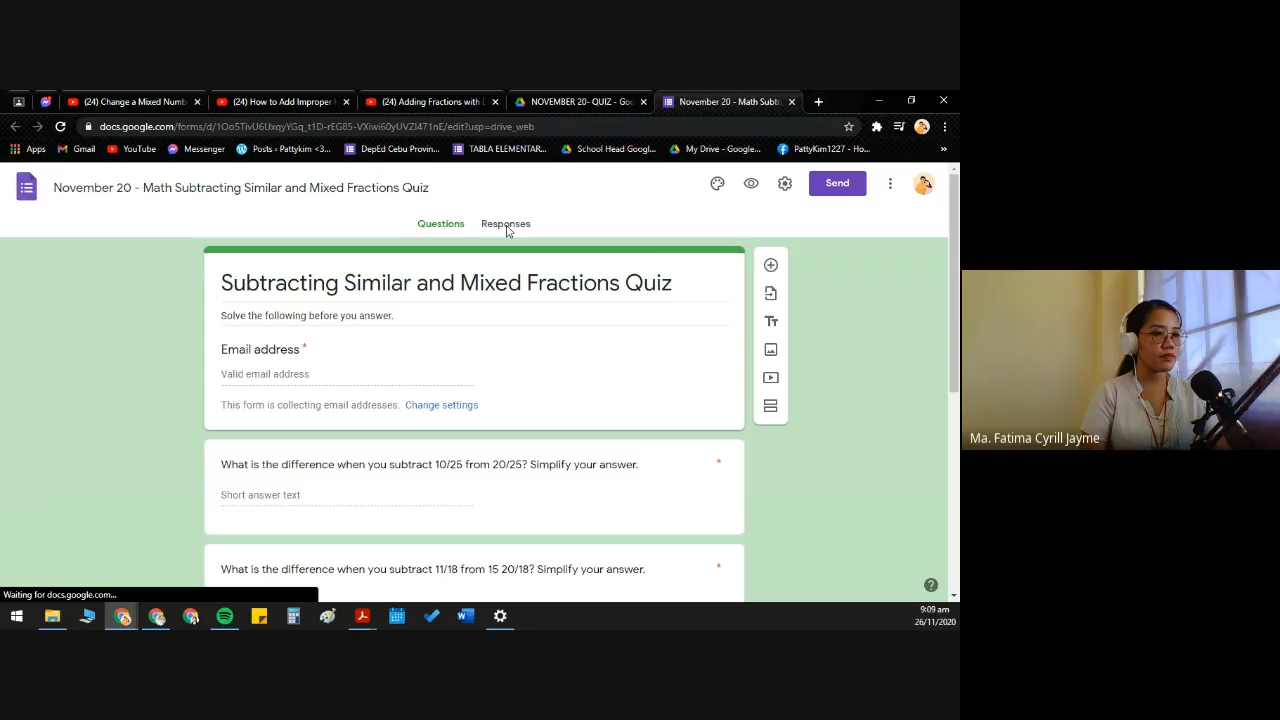 (24) Change a Mixed Numb
(24) How to Add Improper
(24) Adding Fractions with
NOVEMBER 20- QUIZ - Go
November 20 - Math Subtr
docs.google.com/forms/d/1Oo5TivU6UxqyYGq_t1D-rEG85-VXiwi60yUVZI471nE/edit?usp=drive_web
Apps
Gmail
YouTube
Messenger
Posts ‹ Pattykim <3...
DepEd Cebu Provin...
TABLA ELEMENTAR...
School Head Googl...
My Drive - Google...
PattyKim1227 - Ho...
November 20 - Math Subtracting Similar and Mixed Fractions Quiz
Send
Questions
Responses
Subtracting Similar and Mixed Fractions Quiz
Solve the following before you answer.
Email address *
Valid email address
This form is collecting email addresses. Change settings
What is the difference when you subtract 10/25 from 20/25? Simplify your answer. *
Short answer text
What is the difference when you subtract 11/18 from 15 20/18? Simplify your answer. *
Waiting for docs.google.com...
9:09 am
26/11/2020
Ma. Fatima Cyrill Jayme